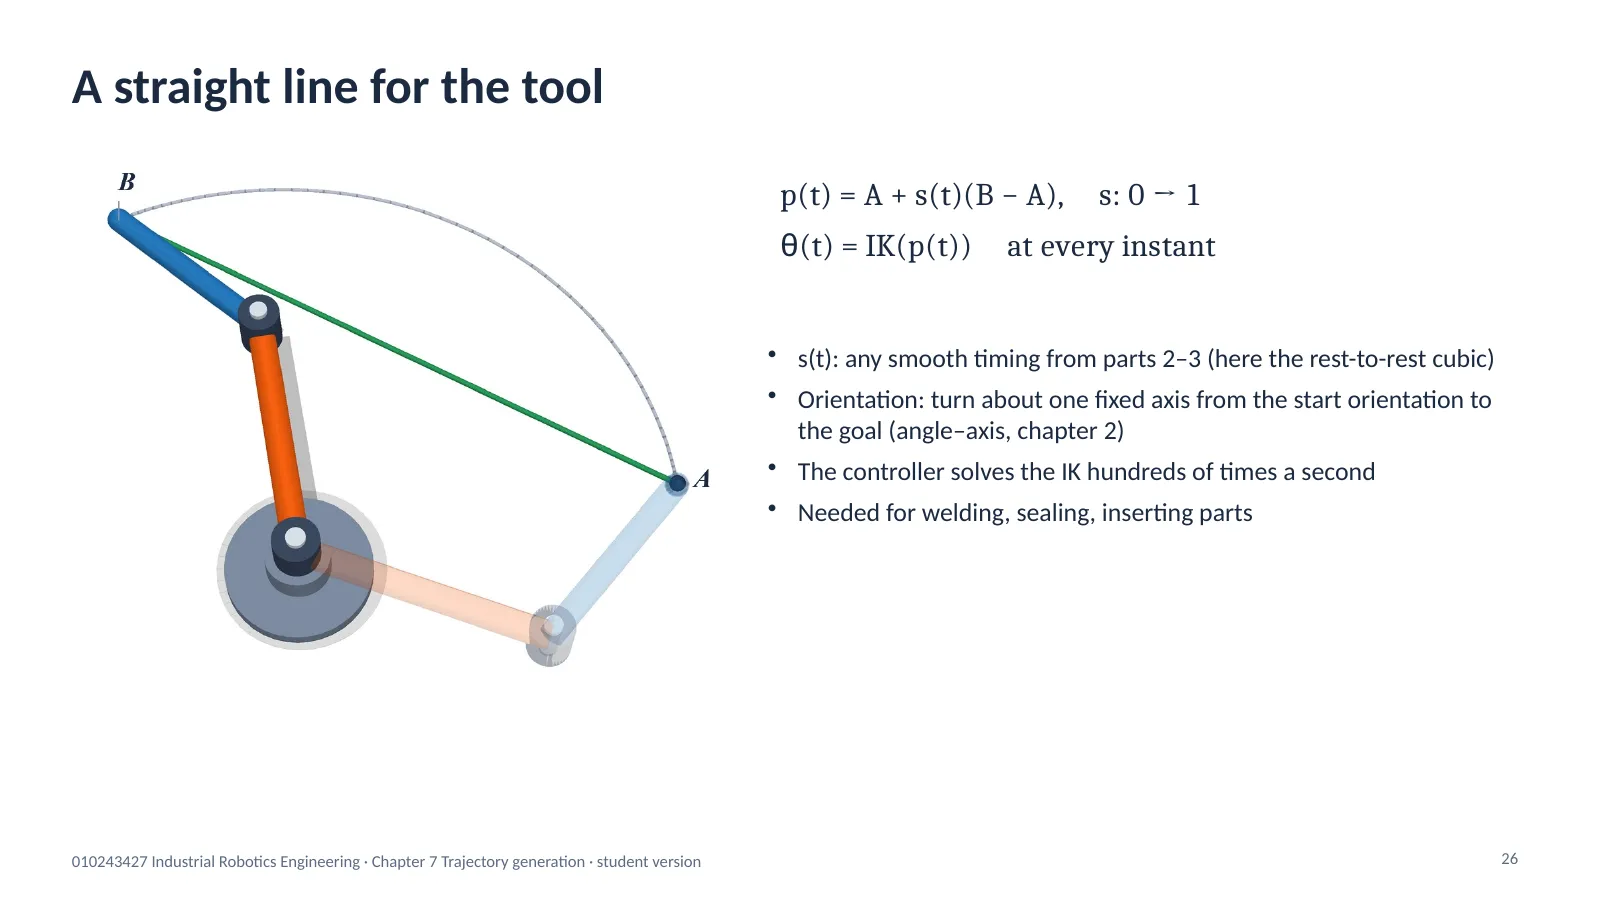 A straight line for the tool
B
A
p(t) = A + s(t)(B − A), s: 0 → 1
θ(t) = IK(p(t)) at every instant
• s(t): any smooth timing from parts 2–3 (here the rest-to-rest cubic)
• Orientation: turn about one fixed axis from the start orientation to
the goal (angle–axis, chapter 2)
• The controller solves the IK hundreds of times a second
• Needed for welding, sealing, inserting parts
010243427 Industrial Robotics Engineering · Chapter 7 Trajectory generation · student version
26